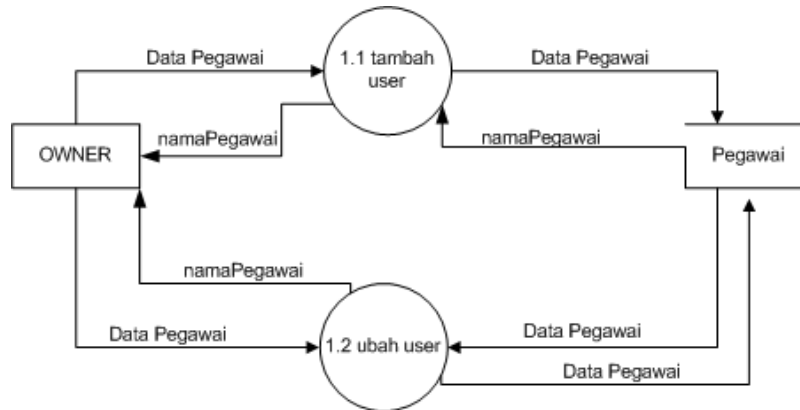 Data Pegawai
1.1 tambah
user
Data Pegawai
namaPegawai
namaPegawai
OWNER
Pegawai
namaPegawai
Data Pegawai
1.2 ubah user
Data Pegawai
Data Pegawai